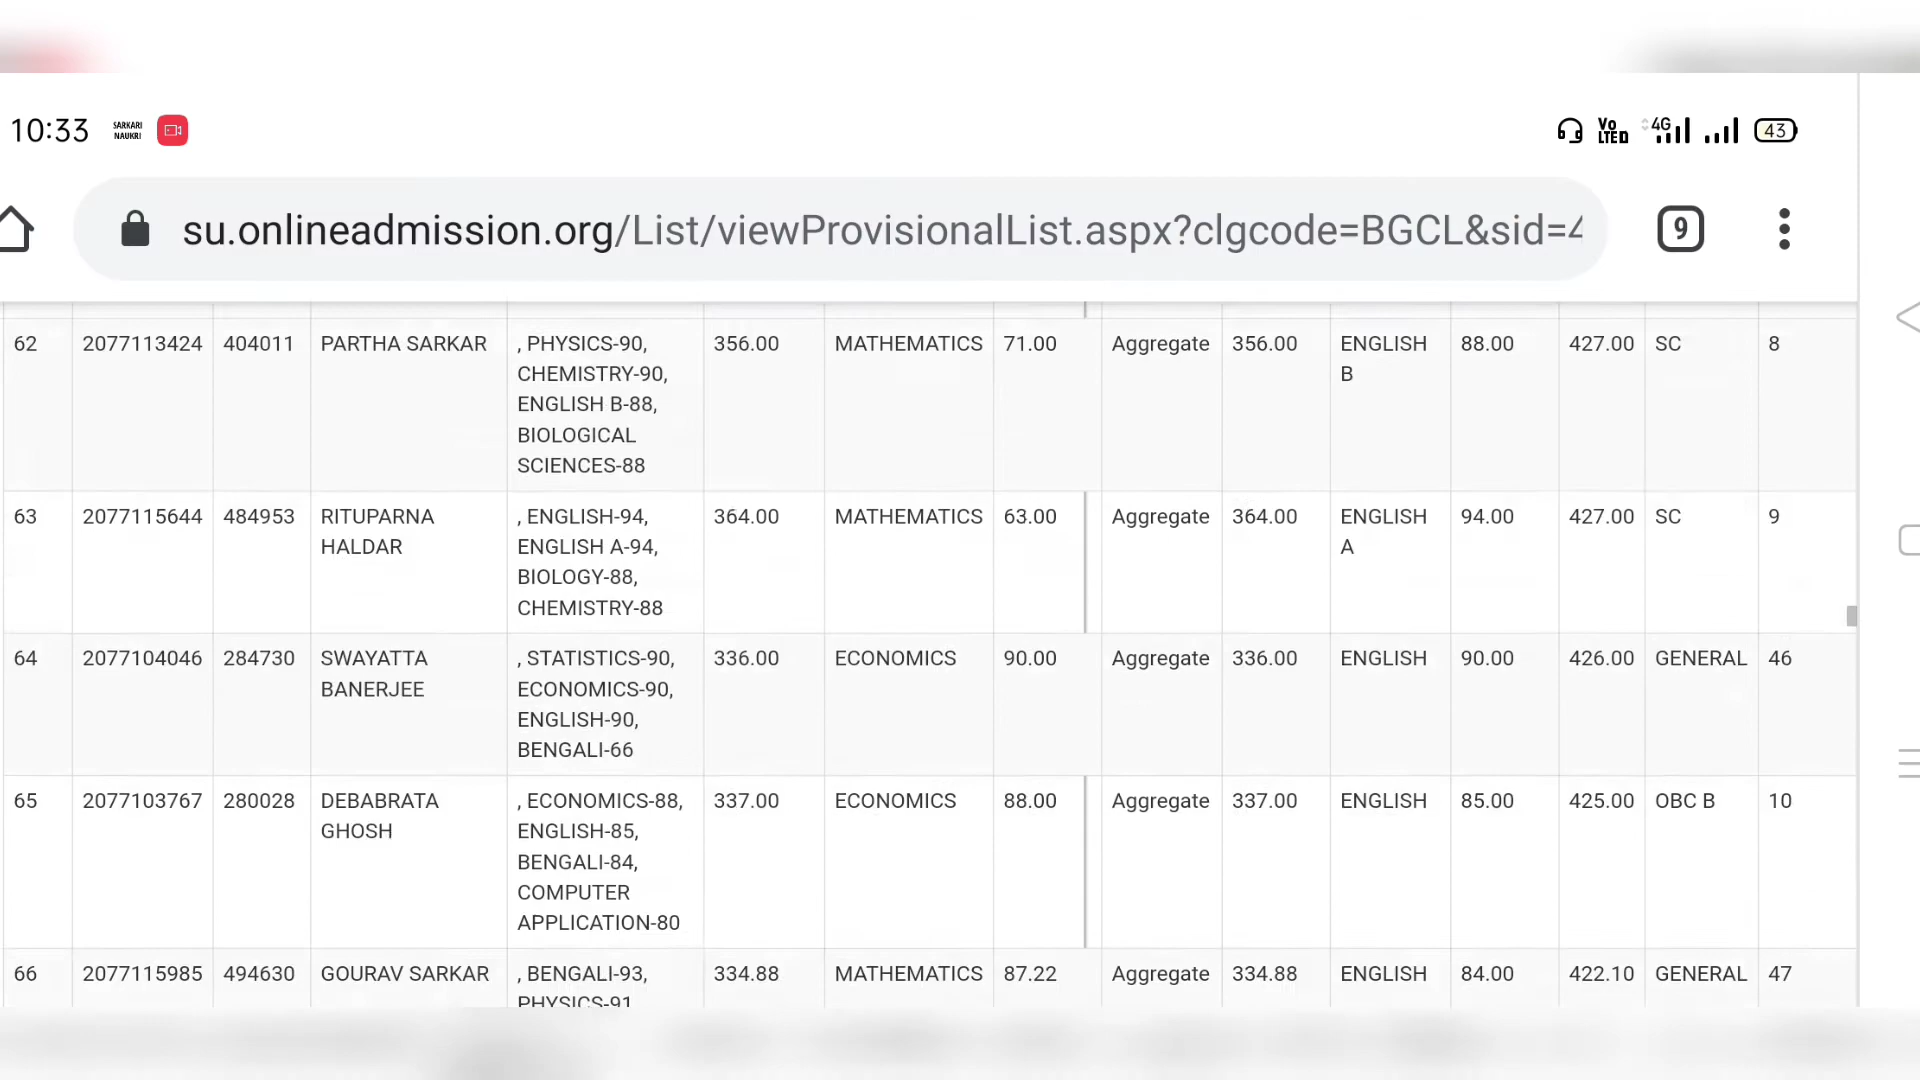 10:33 SARKARI NAUKRI Vo LTED 4G 43
su.onlineadmission.org/List/viewProvisionalList.aspx?clgcode=BGCL&sid=4
9
62 2077113424 404011 PARTHA SARKAR , PHYSICS-90, 356.00 MATHEMATICS 71.00 Aggregate 356.00 ENGLISH 88.00 427.00 SC 8
CHEMISTRY-90, B
ENGLISH B-88,
BIOLOGICAL
SCIENCES-88
63 2077115644 484953 RITUPARNA , ENGLISH-94, 364.00 MATHEMATICS 63.00 Aggregate 364.00 ENGLISH 94.00 427.00 SC 9
HALDAR ENGLISH A-94, A
BIOLOGY-88,
CHEMISTRY-88
64 2077104046 284730 SWAYATTA , STATISTICS-90, 336.00 ECONOMICS 90.00 Aggregate 336.00 ENGLISH 90.00 426.00 GENERAL 46
BANERJEE ECONOMICS-90,
ENGLISH-90,
BENGALI-66
65 2077103767 280028 DEBABRATA , ECONOMICS-88, 337.00 ECONOMICS 88.00 Aggregate 337.00 ENGLISH 85.00 425.00 OBC B 10
GHOSH ENGLISH-85,
BENGALI-84,
COMPUTER
APPLICATION-80
66 2077115985 494630 GOURAV SARKAR , BENGALI-93, 334.88 MATHEMATICS 87.22 Aggregate 334.88 ENGLISH 84.00 422.10 GENERAL 47
PHYSICS-91